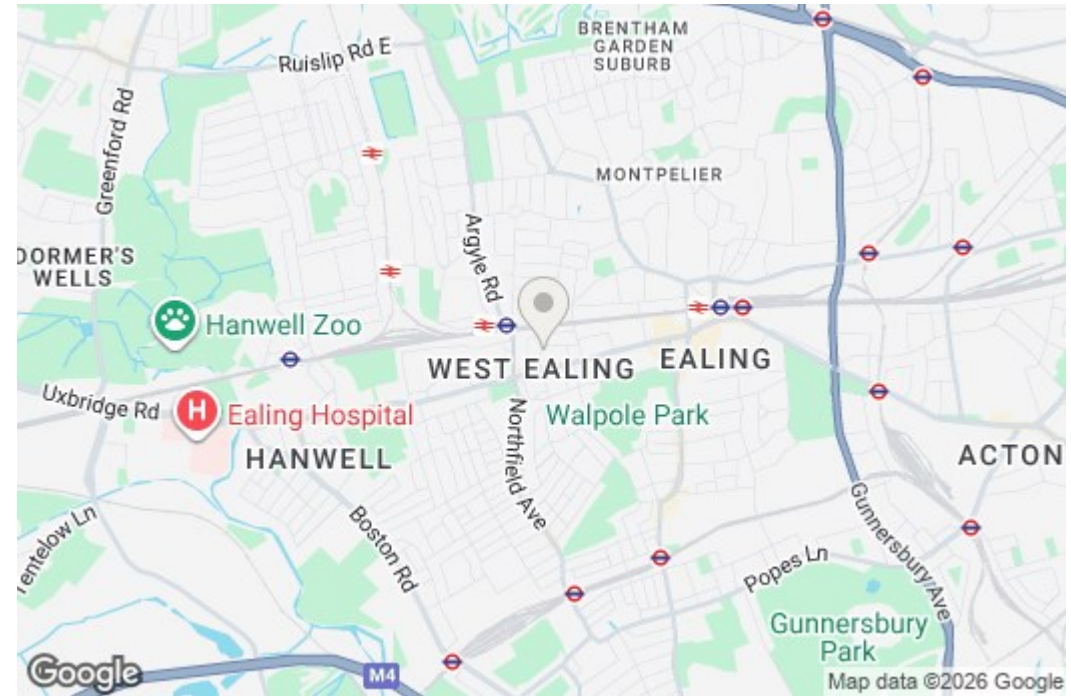 BRENTHAM
GARDEN
SUBURB
Ruislip Rd E
Greenford Rd
MONTPELIER
Argyle Rd
DORMER'S
WELLS
Hanwell Zoo
WEST EALING
EALING
Uxbridge Rd
H
Ealing Hospital
Walpole Park
HANWELL
Northfield Ave
ACTON
Gunnersbury Ave
Tentelow Ln
Boston Rd
Popes Ln
Gunnersbury
Park
Google
M4
Map data ©2026 Google